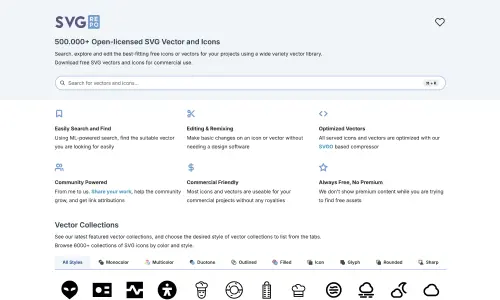 SVG REPO
500.000+ Open-licensed SVG Vector and Icons
Search, explore and edit the best-fitting free icons or vectors for your projects using a wide variety vector library.
Download free SVG vectors and icons for commercial use.
Search for vectors and icons...
⌘ + K
Easily Search and Find
Using ML-powered search, find the suitable vector
you are looking easily
Editing & Remixing
Make basic changes on an icon or vector without
needing a design software
Optimized Vectors
All served icons and vectors are optimized with our
SVGG based compressor
Community Powered
From me to us. Share your work, help the community
grow, and get link attributions
Commercial Friendly
Most icons and vectors are useable for your
commercial projects without any royalties
Always Free, No Premium
We don't show premium content while you are trying
to find free assets
Vector Collections
See our latest featured vector collections, and choose the desired style of vector collections to list from the tabs.
Browse 6000+ collections of SVG icons by color and style.
All Styles
Monocolor
Multicolor
Duotone
Outlined
Filled
Icon
Glyph
Rounded
Sharp